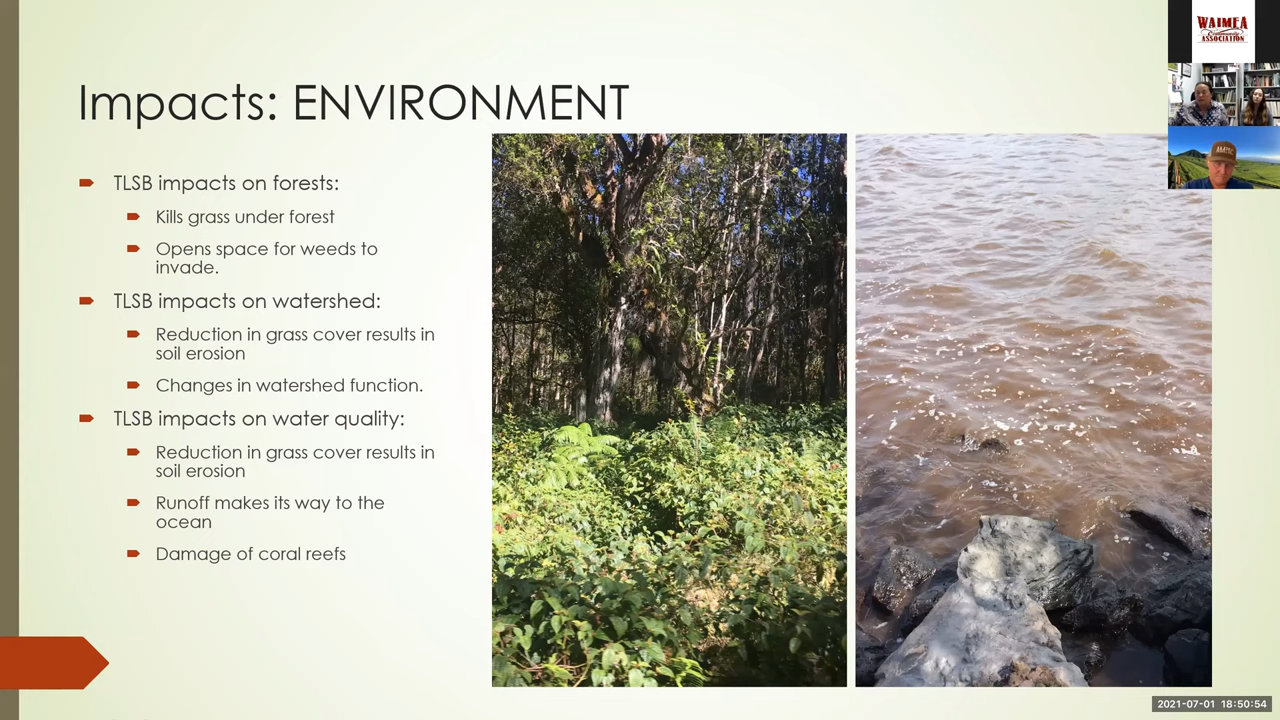 WAIMEA
Community
ASSOCIATION
Impacts: ENVIRONMENT
TLSB impacts on forests:
Kills grass under forest
Opens space for weeds to
invade.
TLSB impacts on watershed:
Reduction in grass cover results in
soil erosion
Changes in watershed function.
TLSB impacts on water quality:
Reduction in grass cover results in
soil erosion
Runoff makes its way to the
ocean
Damage of coral reefs
2021-07-01 18:50:54